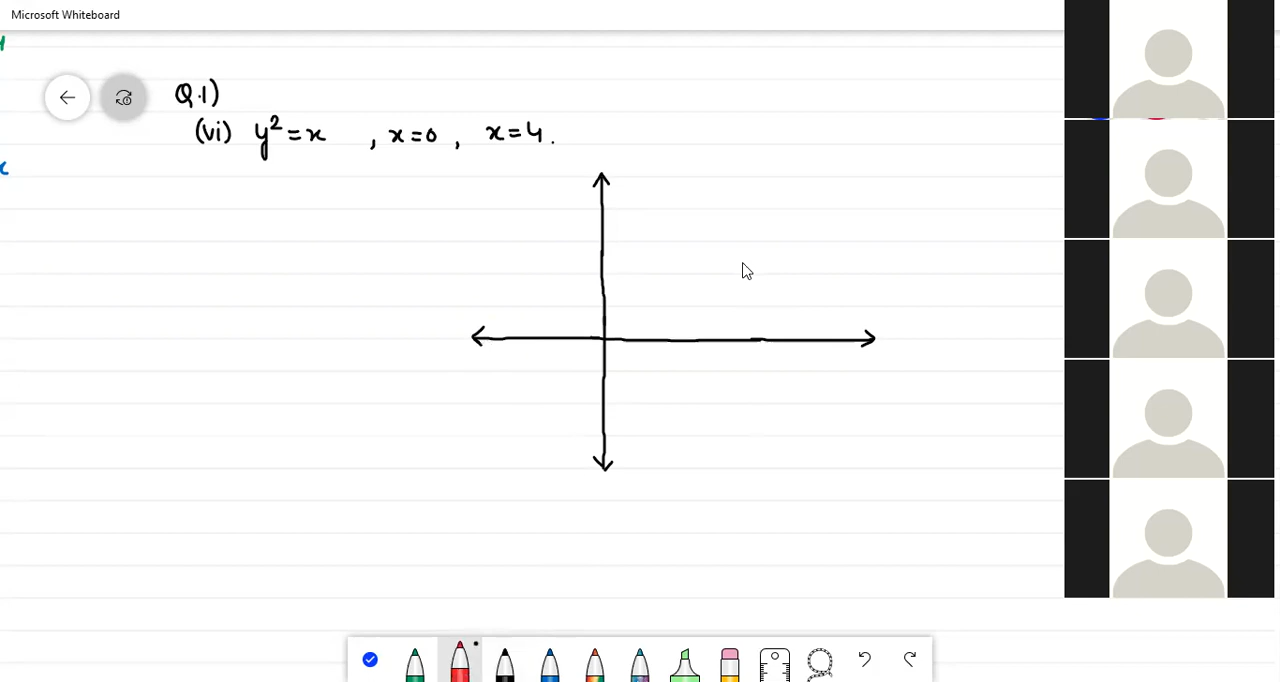 Microsoft Whiteboard
Q.1)
(vi) y² = x , x = 0 , x = 4 .